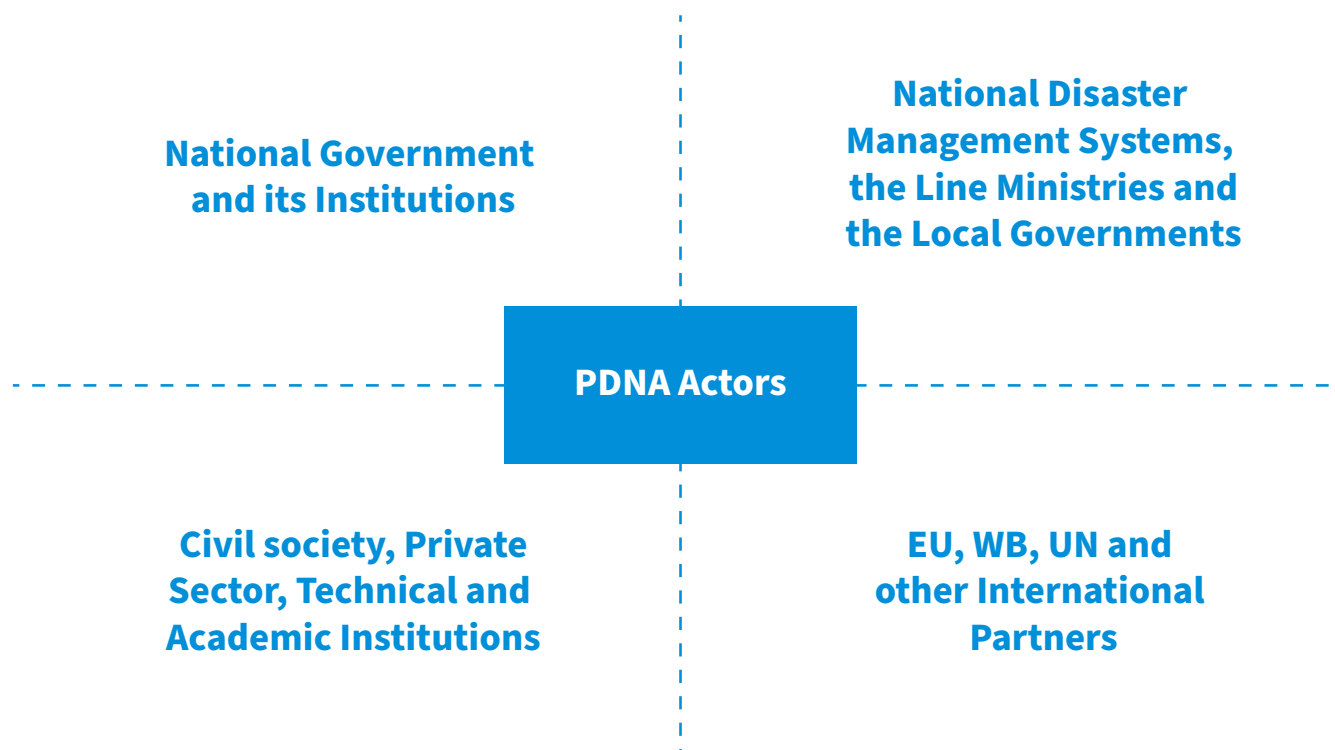 National Government
and its Institutions
National Disaster
Management Systems,
the Line Ministries and
the Local Governments
PDNA Actors
Civil society, Private
Sector, Technical and
Academic Institutions
EU, WB, UN and
other International
Partners